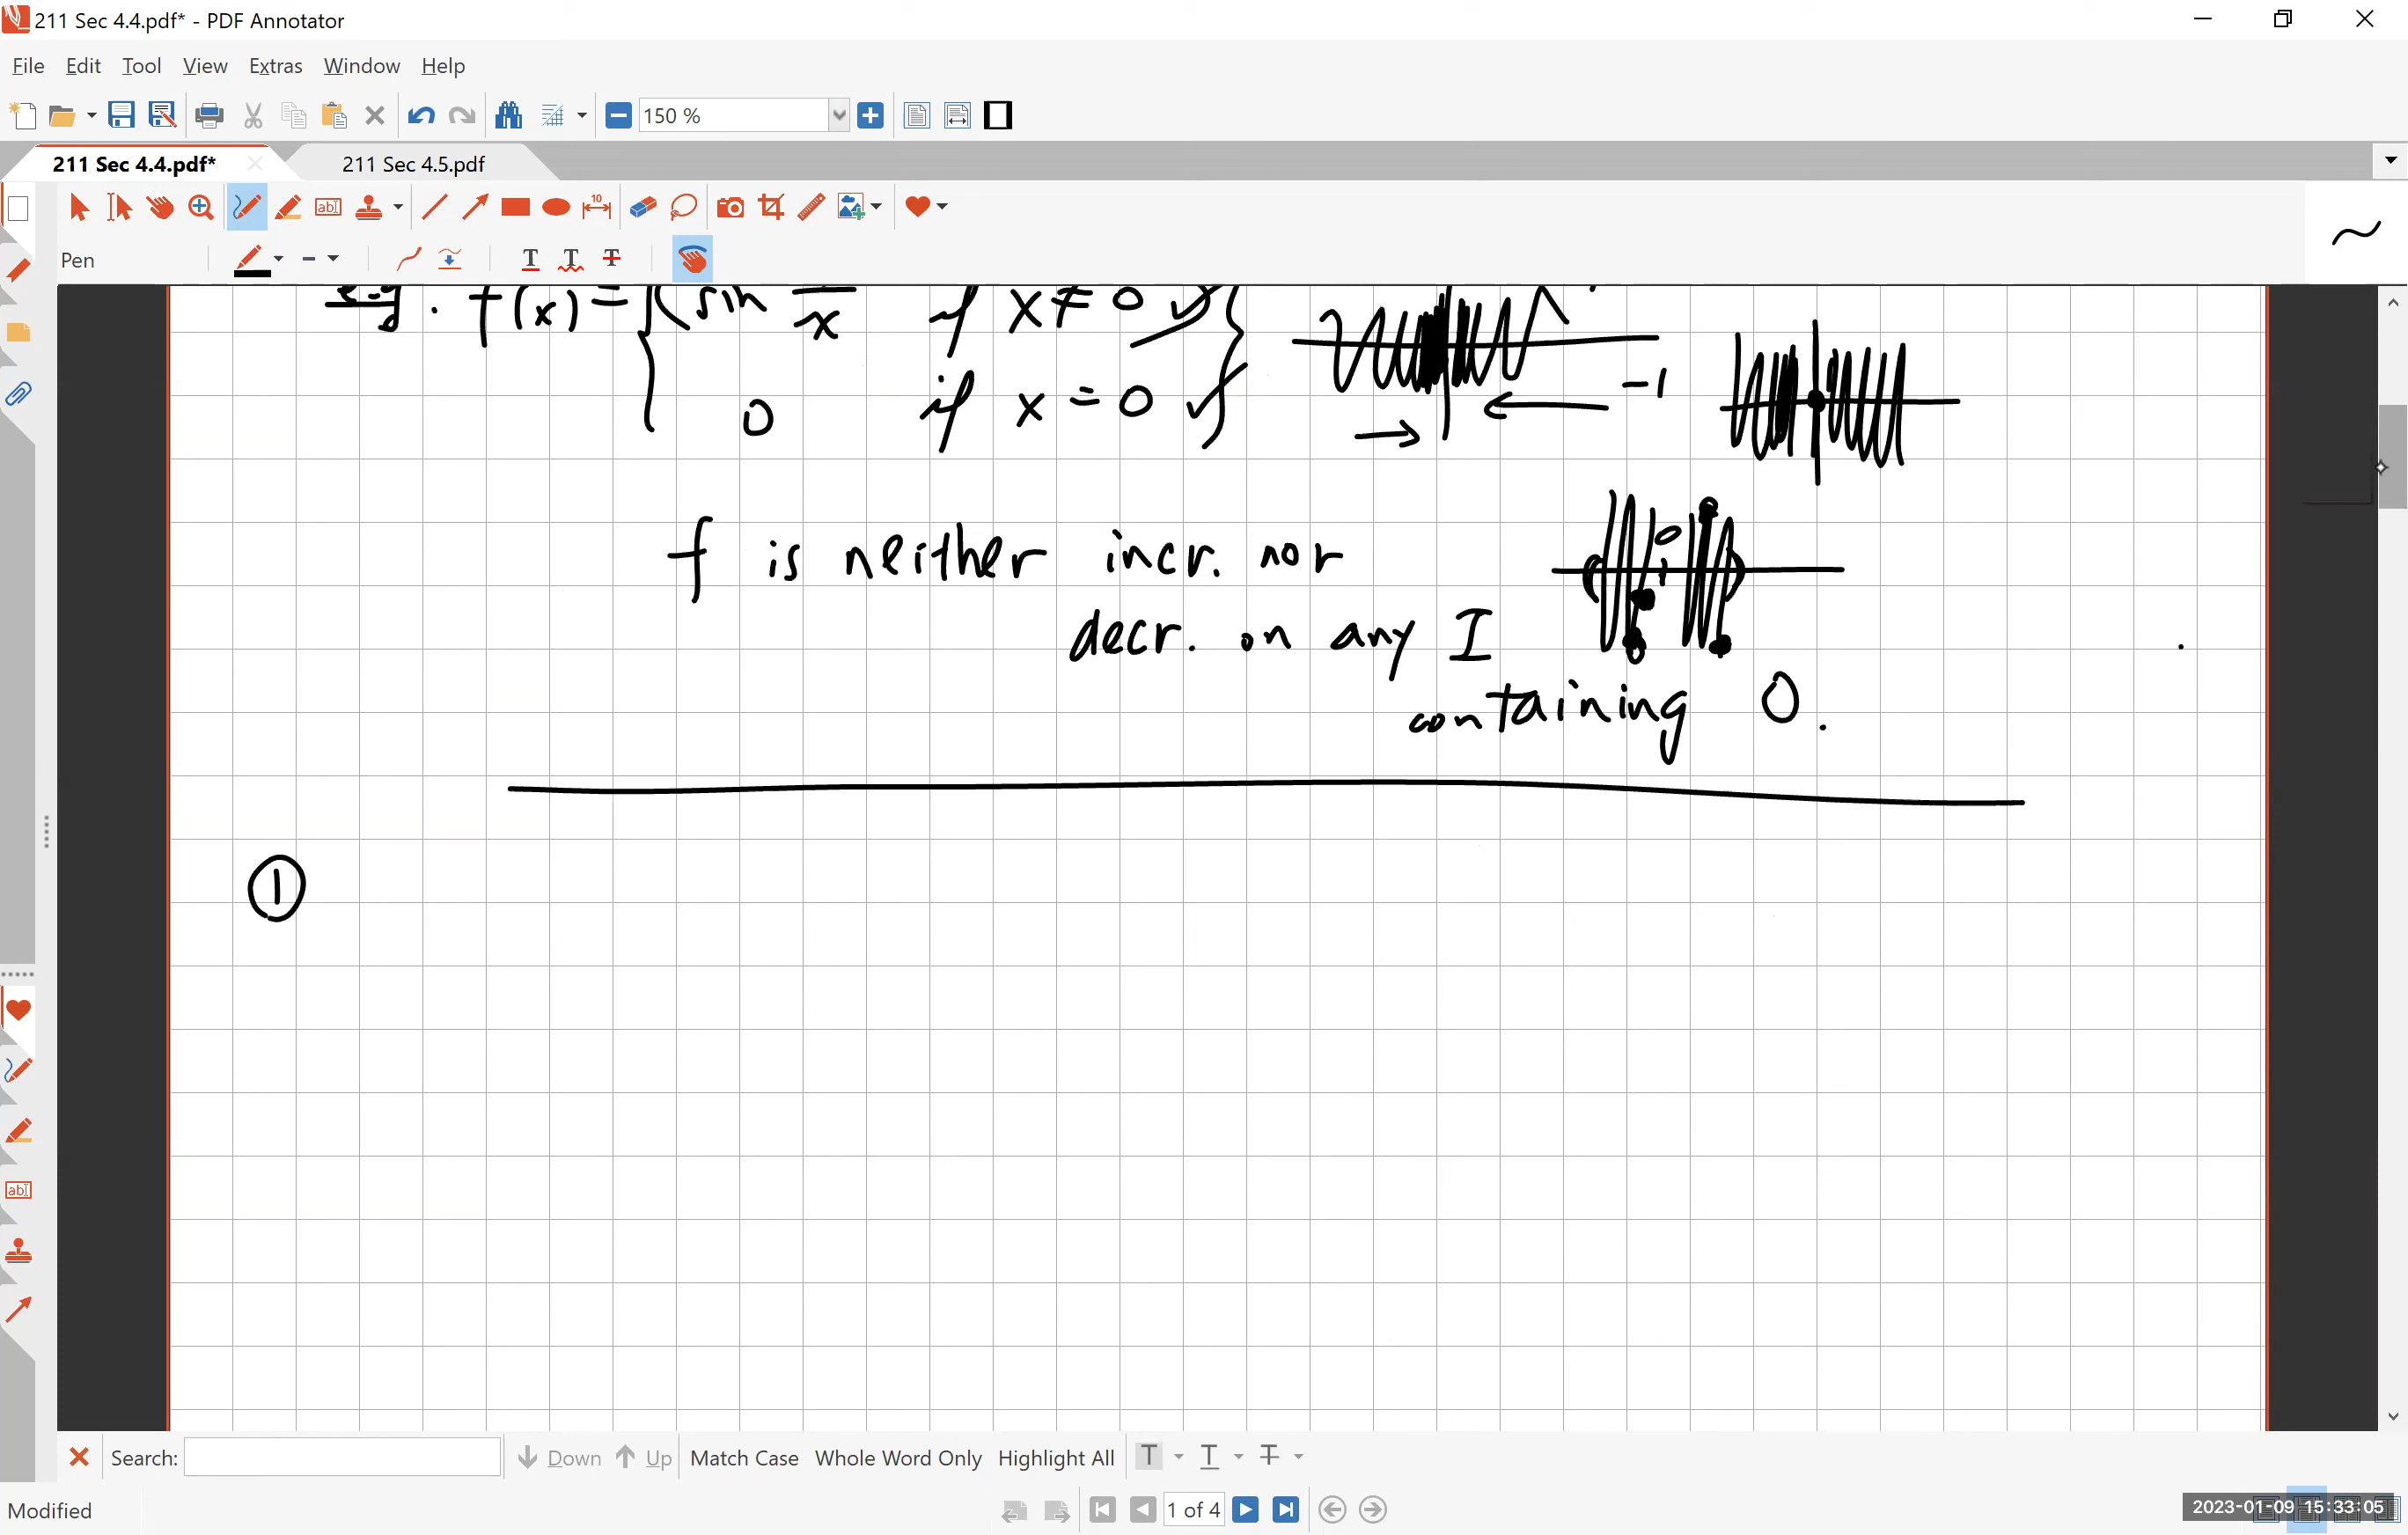 211 Sec 4.4.pdf* - PDF Annotator
File Edit Tool View Extras Window Help
150 %
211 Sec 4.4.pdf* 211 Sec 4.5.pdf
Pen
e.g. f(x) = { sin — x if x ≠ 0 ✓
0 if x = 0 ✓
-1
f is neither incr. nor
decr. on any I
containing 0.
①
Search: Down Up Match Case Whole Word Only Highlight All
Modified 1 of 4 2023-01-09 15:33:05